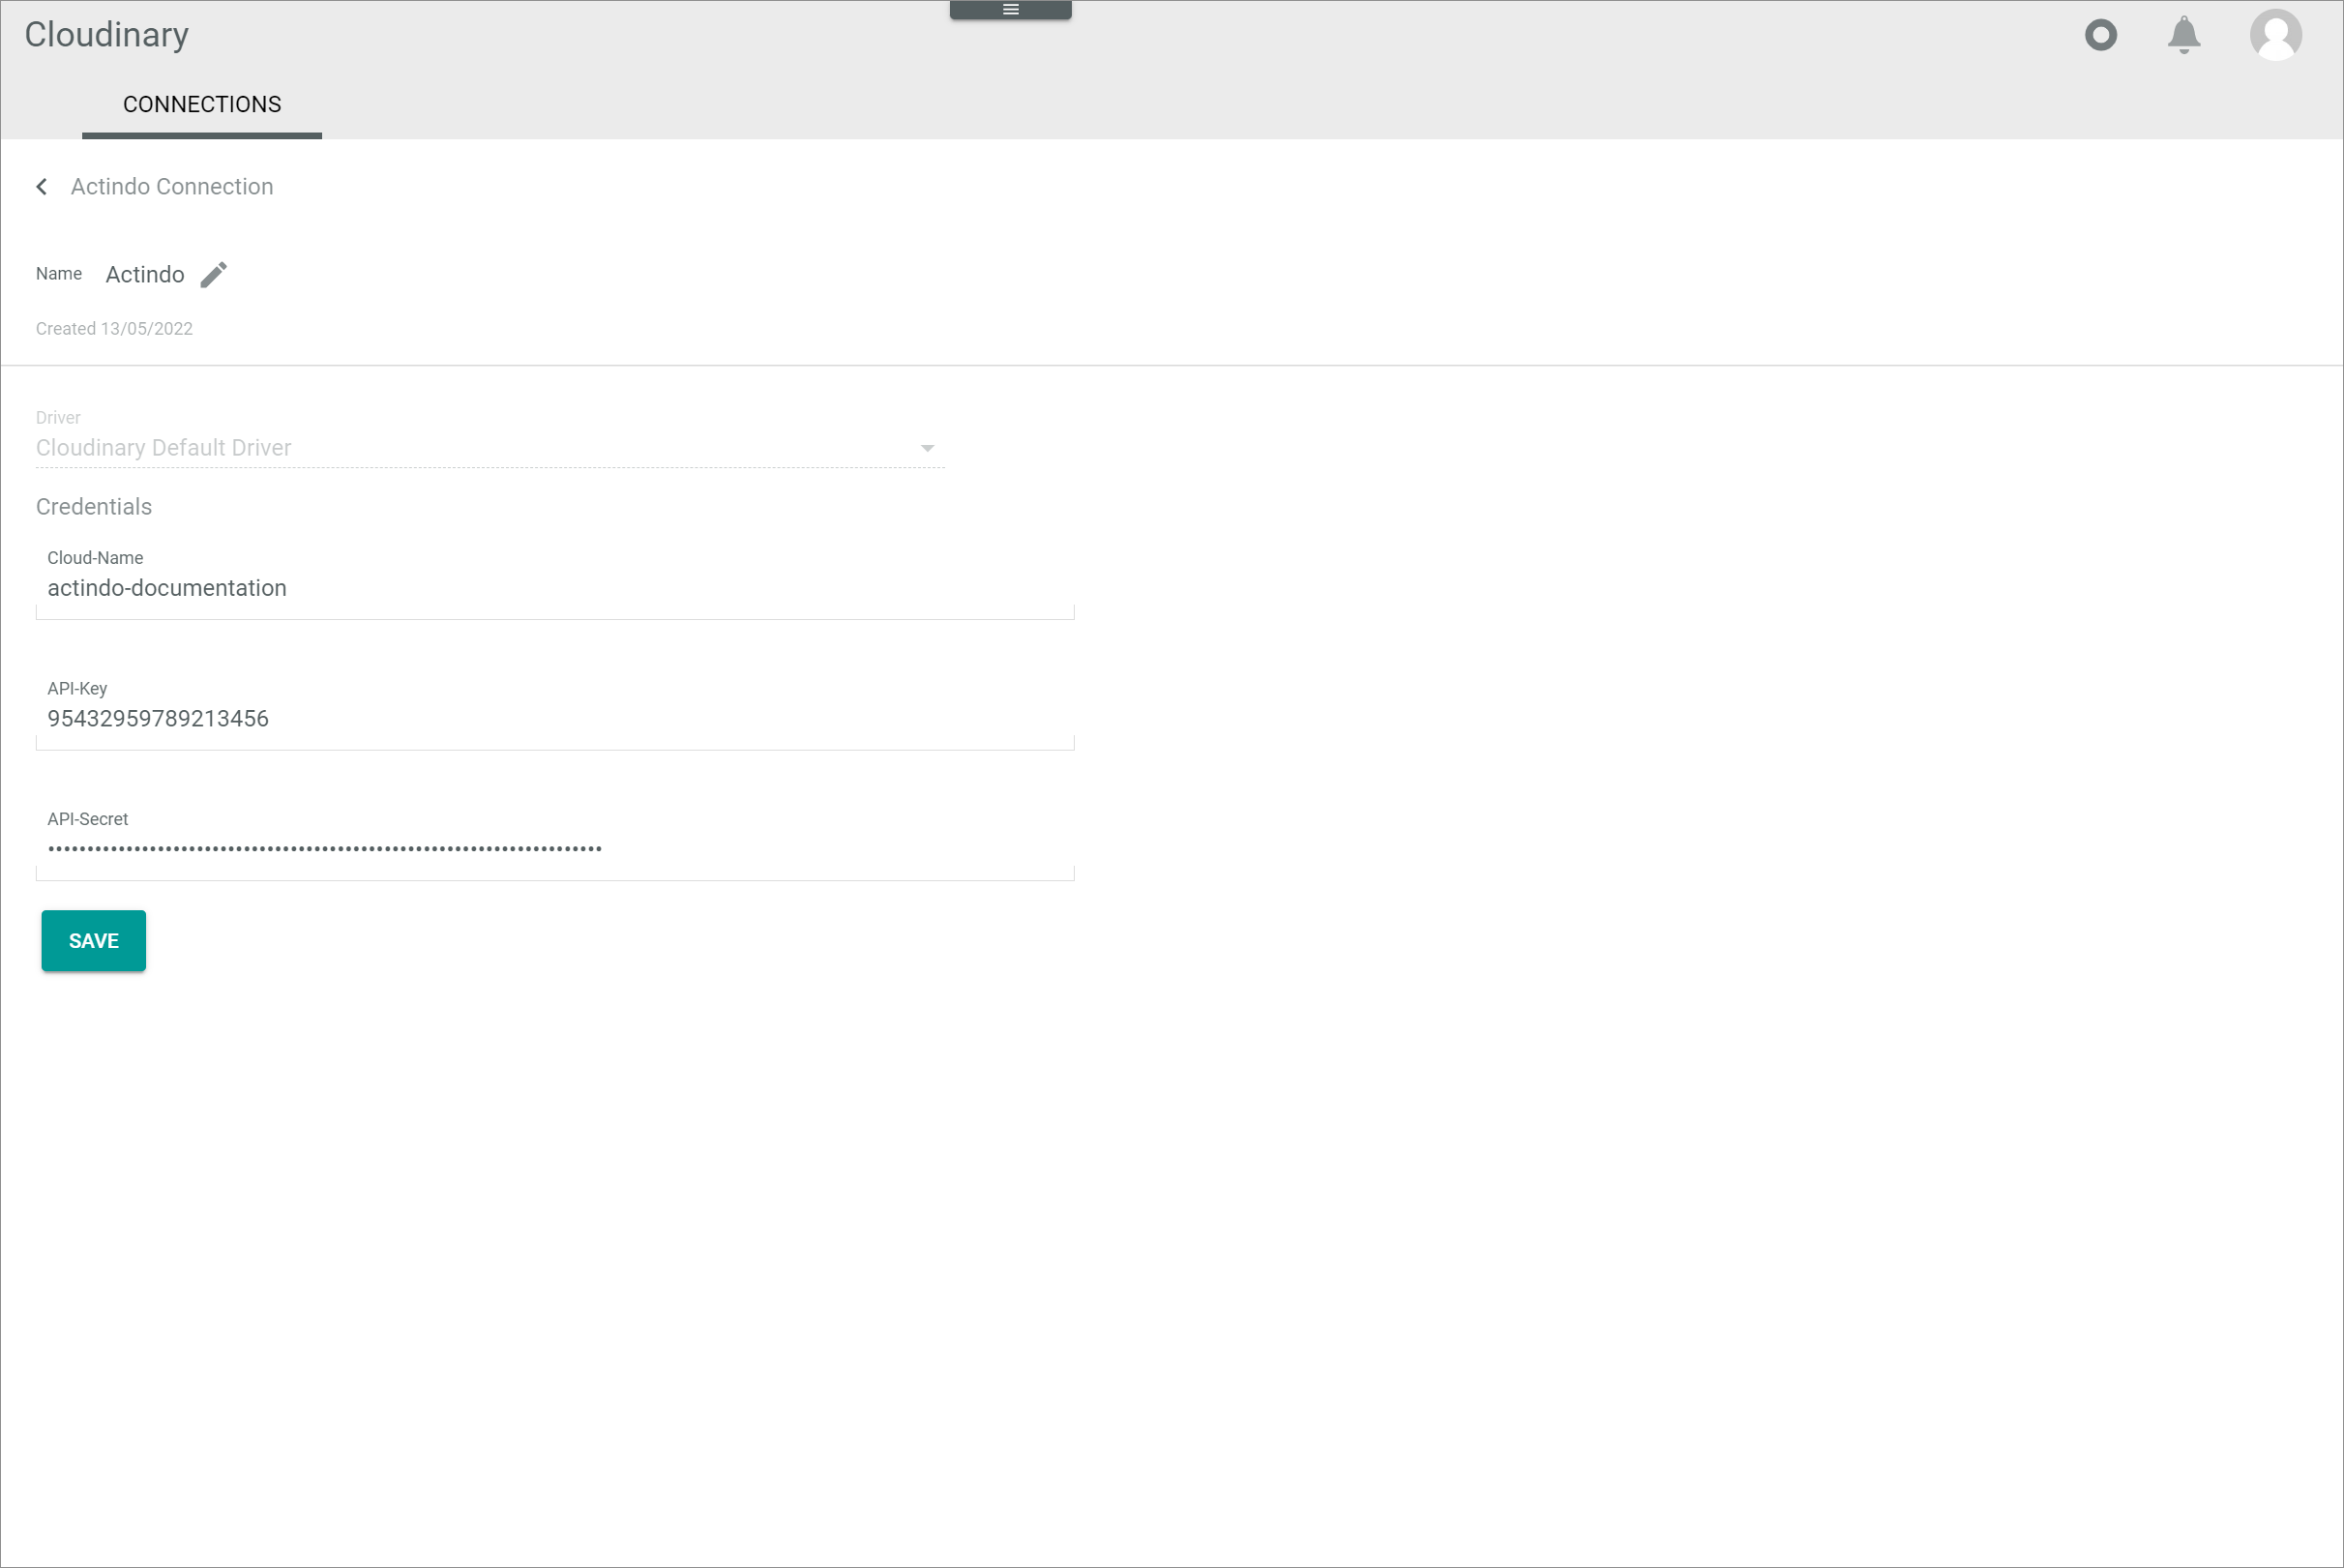 Cloudinary
CONNECTIONS
Actindo Connection
Name Actindo
Created 13/05/2022
Driver
Cloudinary Default Driver
Credentials
Cloud-Name
actindo-documentation
API-Key
95432959789213456
API-Secret
SAVE